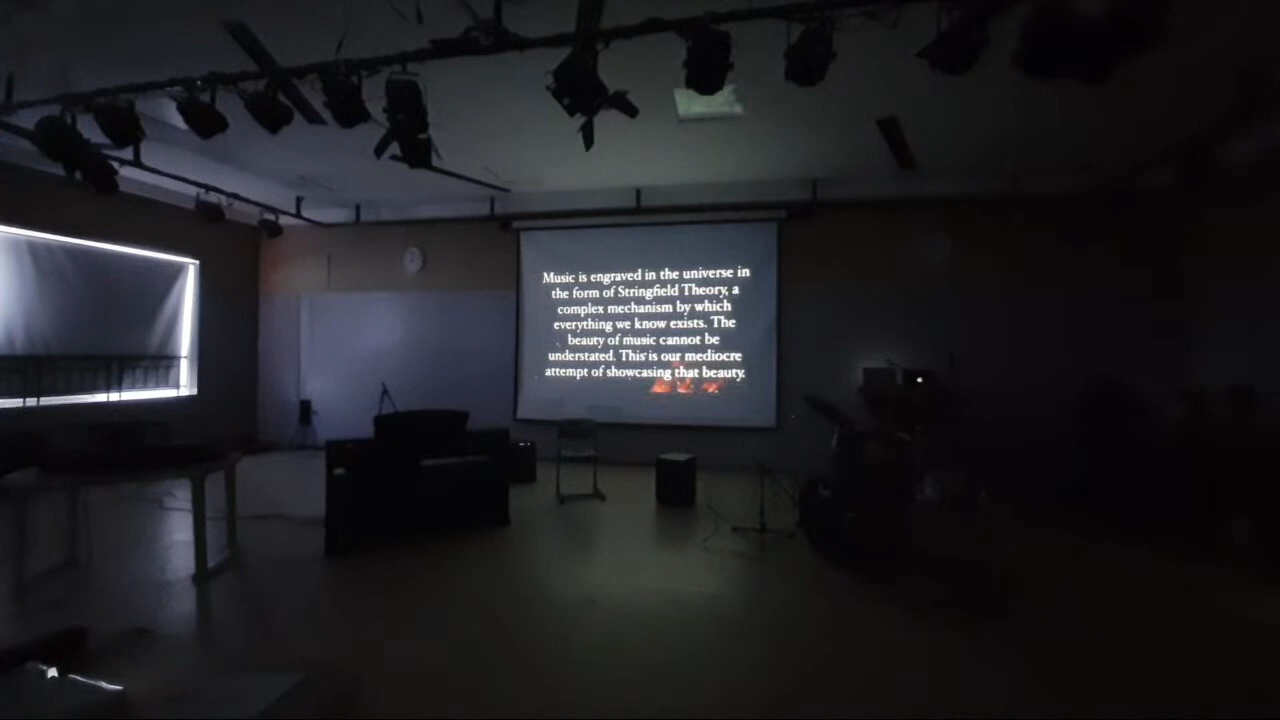 Music is engraved in the universe in
the form of Stringfield Theory, a
complex mechanism by which
everything we know exists. The
beauty of music cannot be
understated. This is our mediocre
attempt of showcasing that beauty.